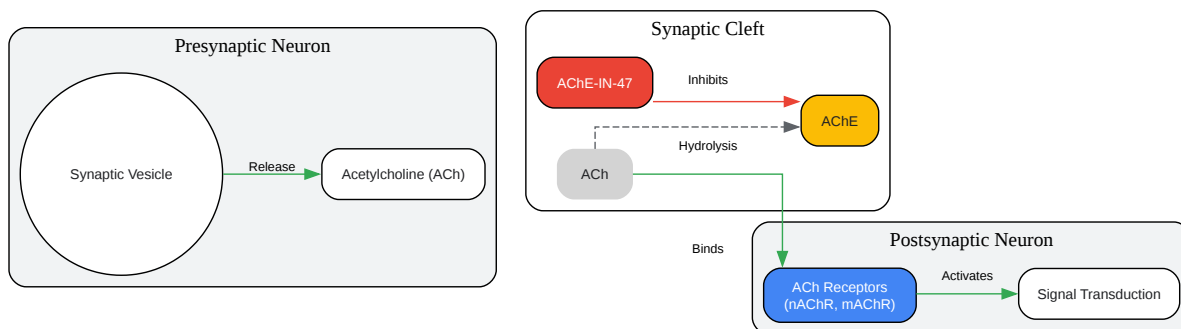 Presynaptic Neuron
Synaptic Vesicle
Release
Acetylcholine (ACh)
Synaptic Cleft
AChE-IN-47
Inhibits
AChE
Hydrolysis
ACh
Binds
Postsynaptic Neuron
ACh Receptors
(nAChR, mAChR)
Activates
Signal Transduction